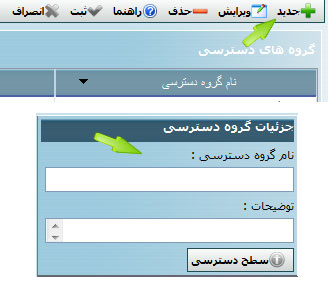 جدید ویرایش حذف راهنما ثبت انصراف
گروه های دسترسی
نام گروه دسترسی
جزئیات گروه دسترسی
نام گروه دسترسی :
توضیحات :
سطح دسترسی